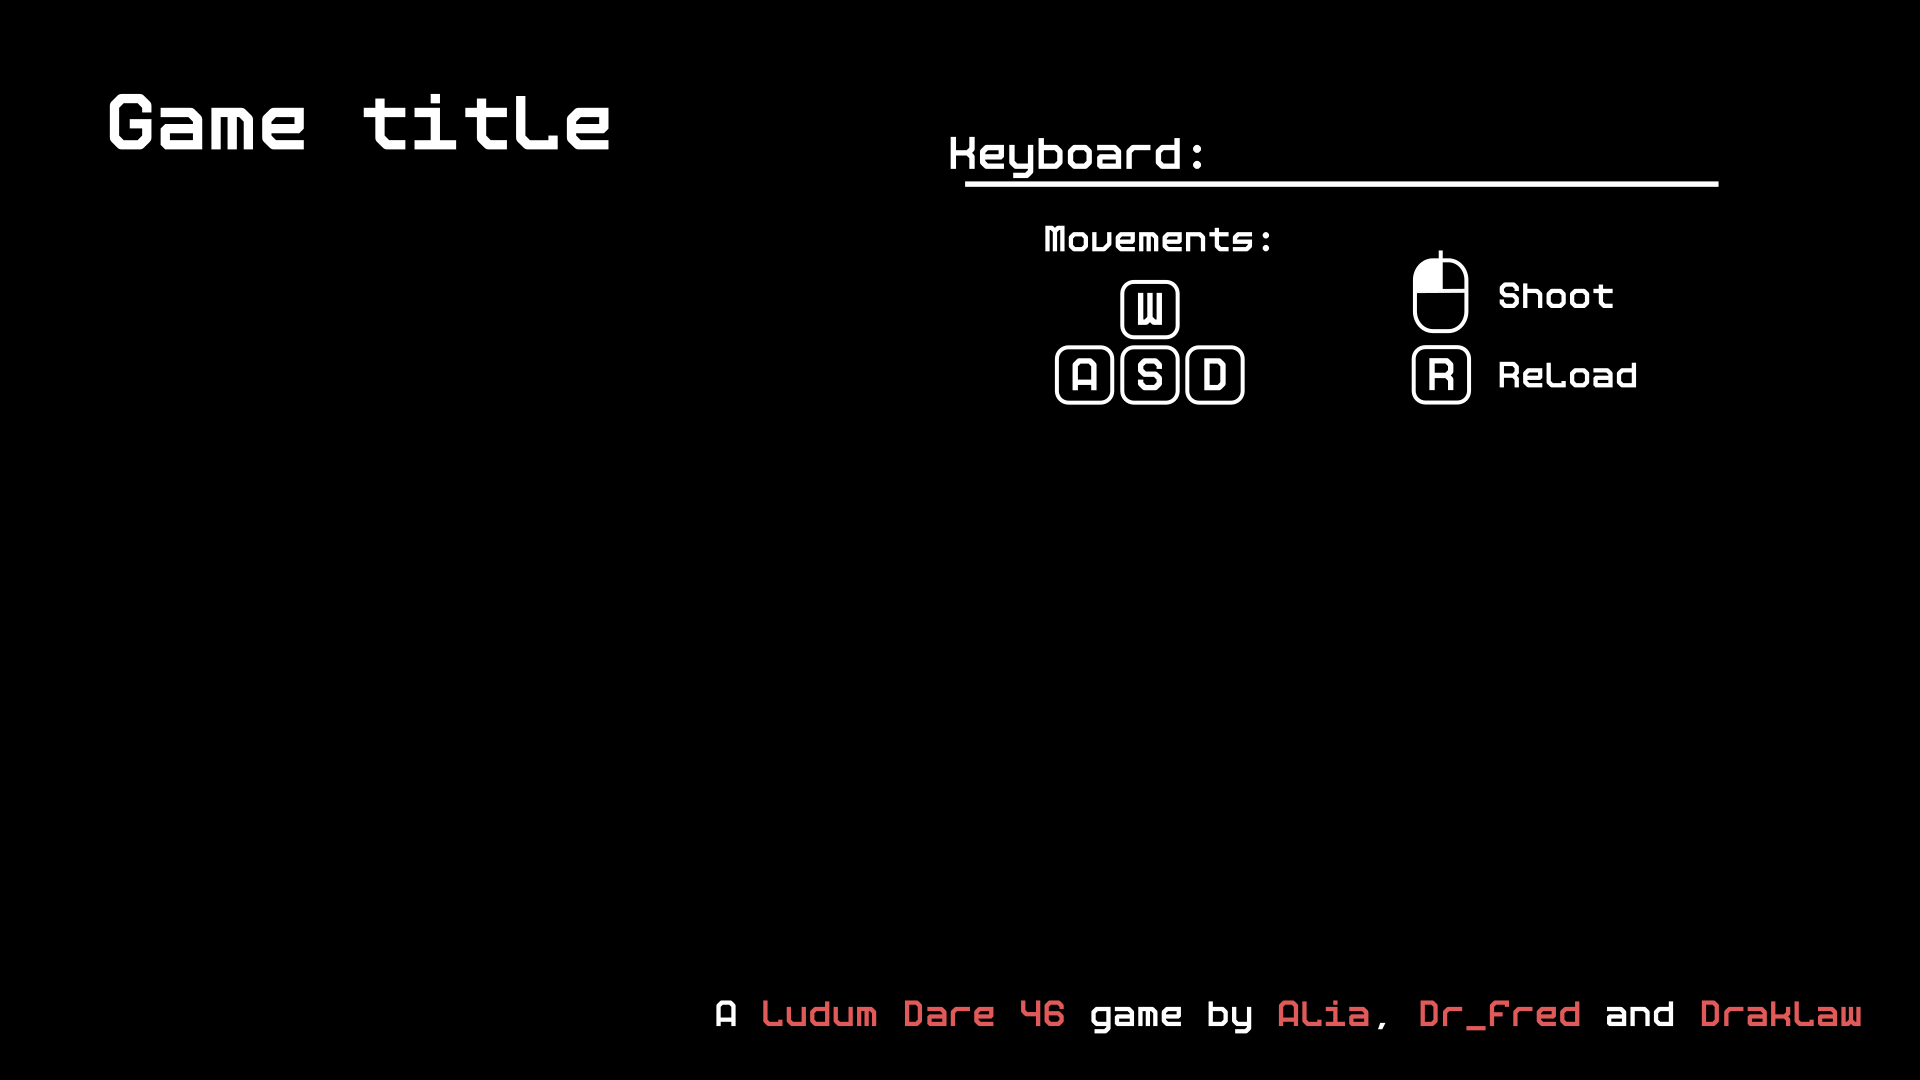 Game title
Keyboard:
Movements:
W
A S D
Shoot
R Reload
A Ludum Dare 46 game by Alia, Dr_Fred and Draklaw